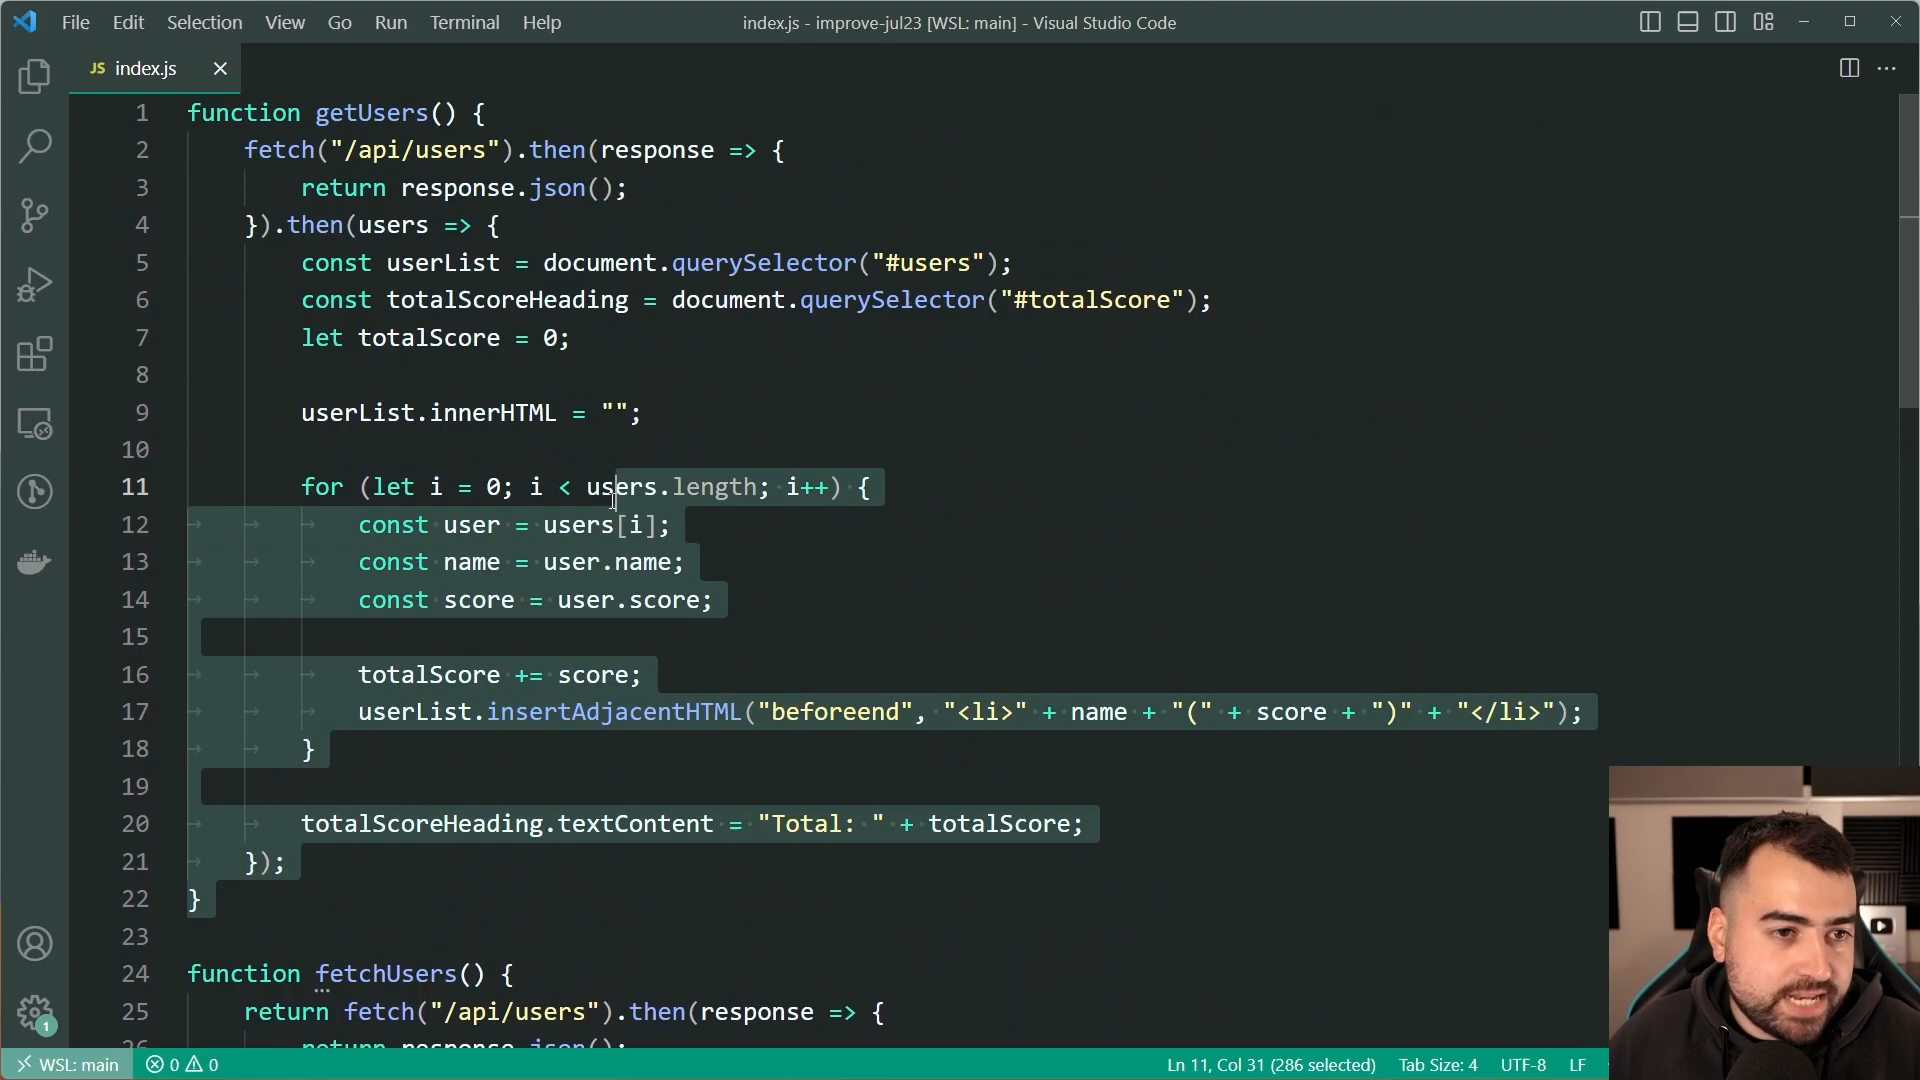 File Edit Selection View Go Run Terminal Help
index.js - improve-jul23 [WSL: main] - Visual Studio Code
JS index.js
1 function getUsers() {
2 fetch("/api/users").then(response => {
3 return response.json();
4 }).then(users => {
5 const userList = document.querySelector("#users");
6 const totalScoreHeading = document.querySelector("#totalScore");
7 let totalScore = 0;
8
9 userList.innerHTML = "";
10
11 for (let i = 0; i < users.length; i++) {
12 const user = users[i];
13 const name = user.name;
14 const score = user.score;
15
16 totalScore += score;
17 userList.insertAdjacentHTML("beforeend", "<li>" + name + "(" + score + ")" + "</li>");
18 }
19
20 totalScoreHeading.textContent = "Total: " + totalScore;
21 });
22 }
23
24 function fetchUsers() {
25 return fetch("/api/users").then(response => {
26 return response.json();
1
WSL: main 0 0 Ln 11, Col 31 (286 selected) Tab Size: 4 UTF-8 LF